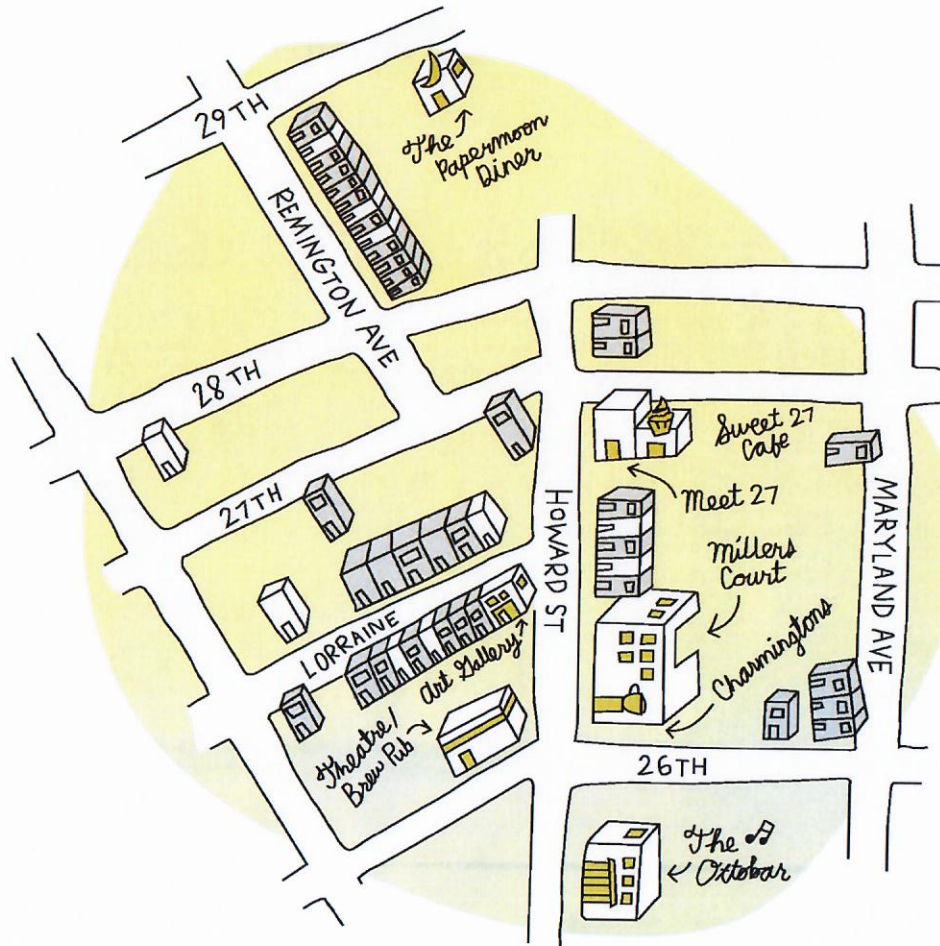 29TH
The
Papermoon
Diner
REMINGTON AVE
28TH
27TH
Sweet 27
Cafe
Meet 27
HOWARD ST
MARYLAND AVE
Millers
Court
LORRAINE
Art Gallery
Charmingtons
Theatre/
Brew Pub
26TH
The
Ottobar